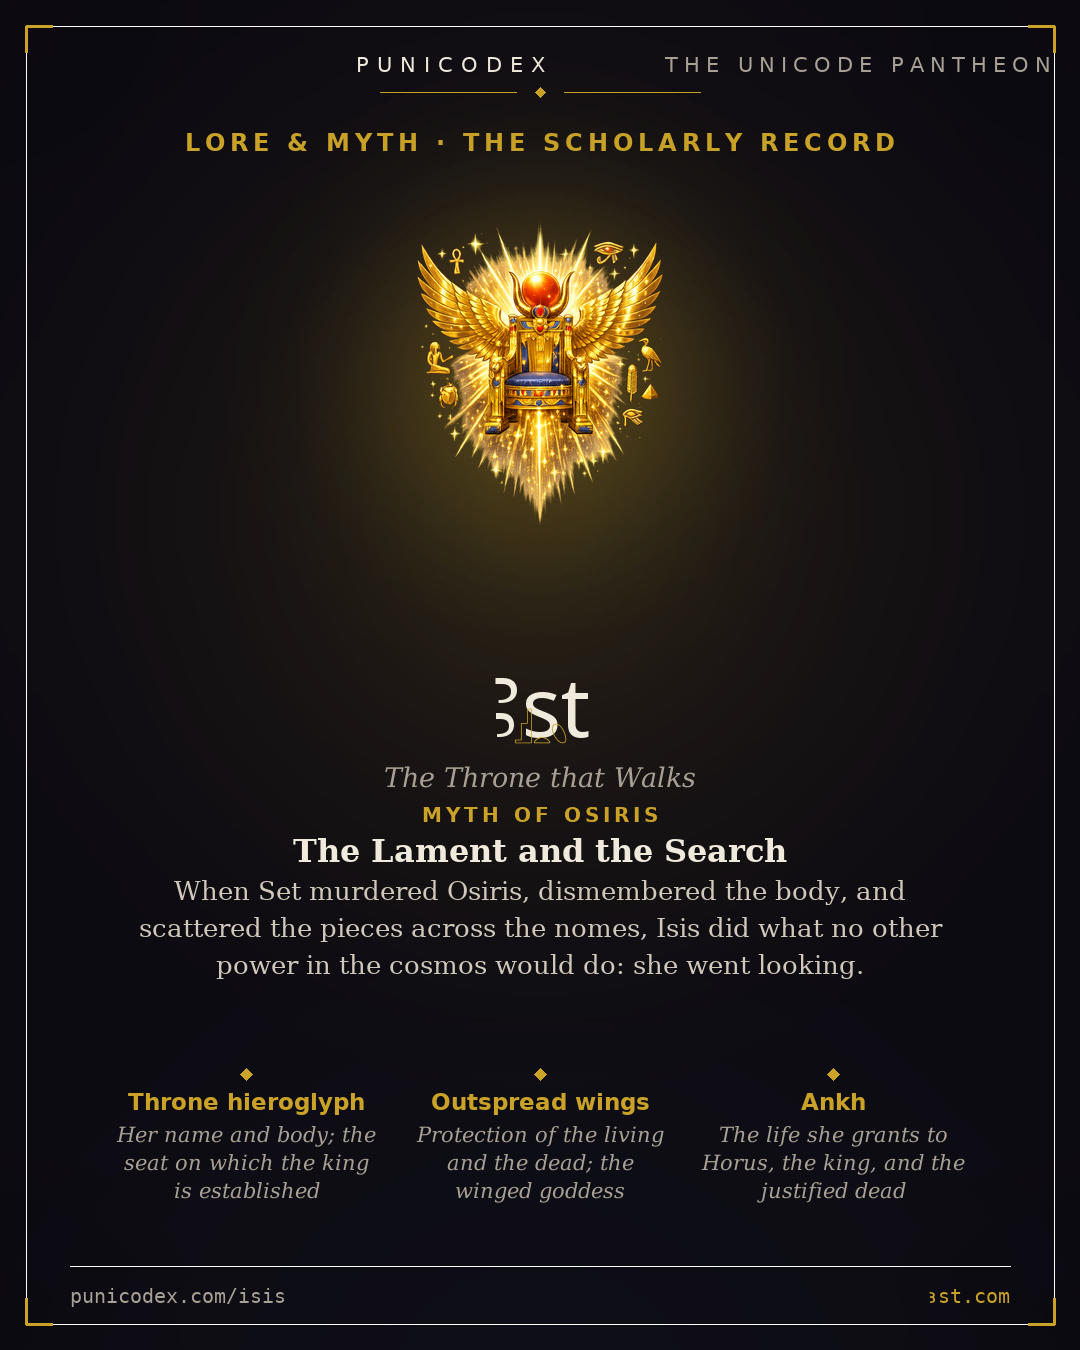 PUNICODEX THE UNICODE PANTHEON
LORE & MYTH · THE SCHOLARLY RECORD
ꜣst
𓊨𓏏𓆇
The Throne that Walks
MYTH OF OSIRIS
The Lament and the Search
When Set murdered Osiris, dismembered the body, and
scattered the pieces across the nomes, Isis did what no other
power in the cosmos would do: she went looking.
Throne hieroglyph
Her name and body; the
seat on which the king
is established
Outspread wings
Protection of the living
and the dead; the
winged goddess
Ankh
The life she grants to
Horus, the king, and the
justified dead
punicodex.com/isis
ꜣst.com